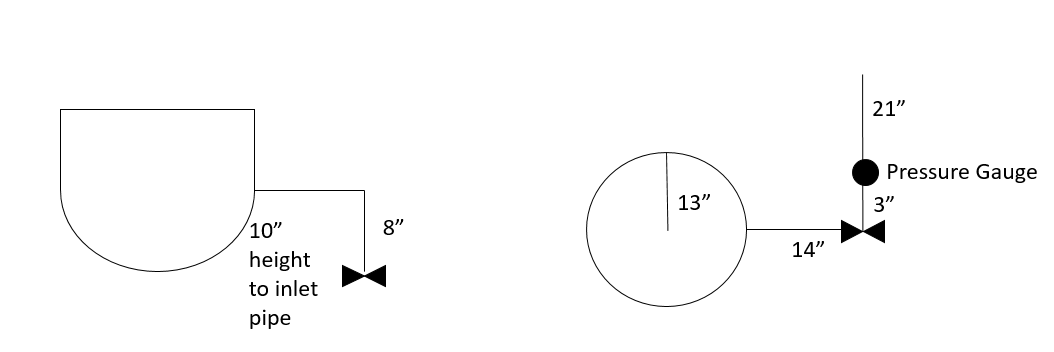 10”
height
to inlet
pipe
8”
13”
14”
21”
Pressure Gauge
3”